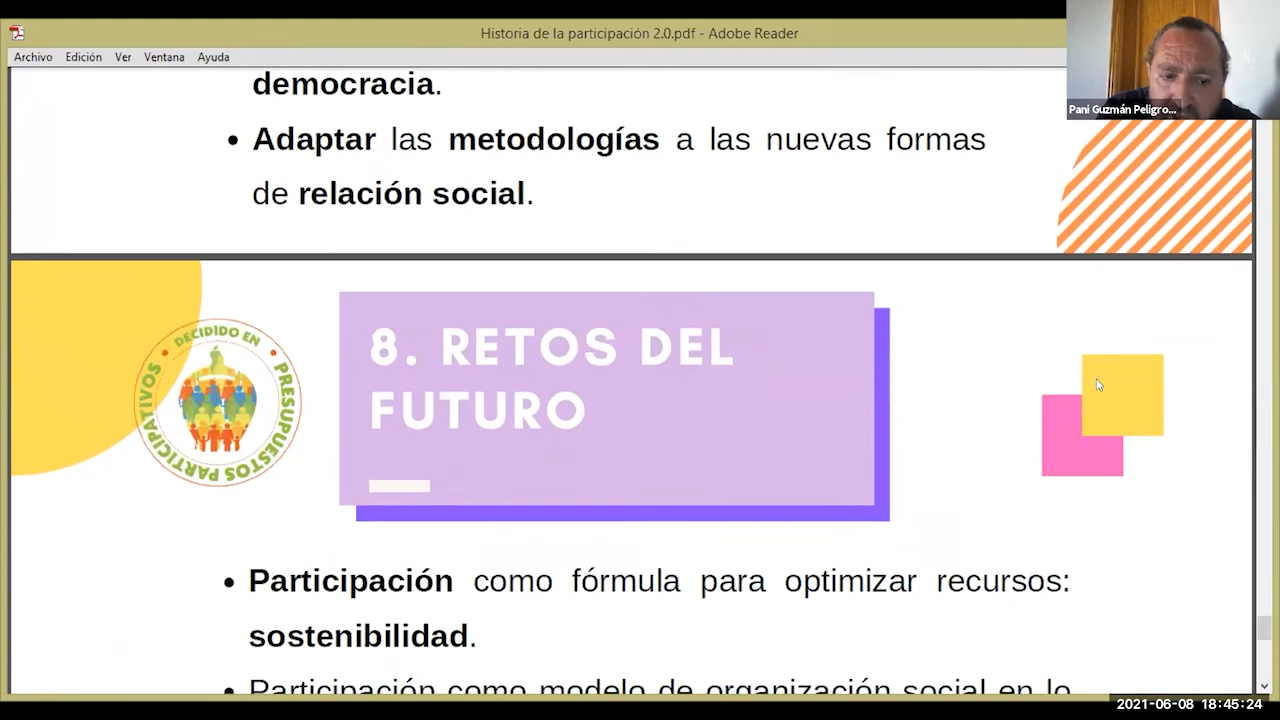 Historia de la participación 2.0.pdf - Adobe Reader
Archivo Edición Ver Ventana Ayuda
Pani Guzmán Peligro...
democracia.
• Adaptar las metodologías a las nuevas formas
de relación social.
DECIDIDO EN
PRESUPUESTOS PARTICIPATIVOS
8. RETOS DEL
FUTURO
• Participación como fórmula para optimizar recursos:
sostenibilidad.
• Participación como modelo de organización social en lo
2021-06-08 18:45:24